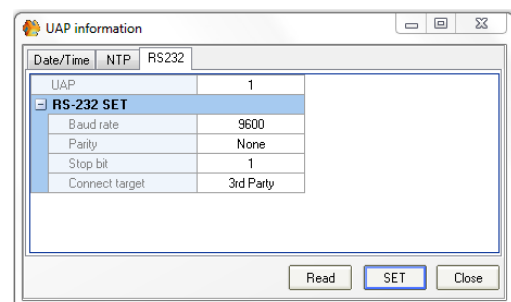 UAP information
Date/Time NTP RS232
UAP 1
RS-232 SET
Baud rate 9600
Parity None
Stop bit 1
Connect target 3rd Party
Read SET Close